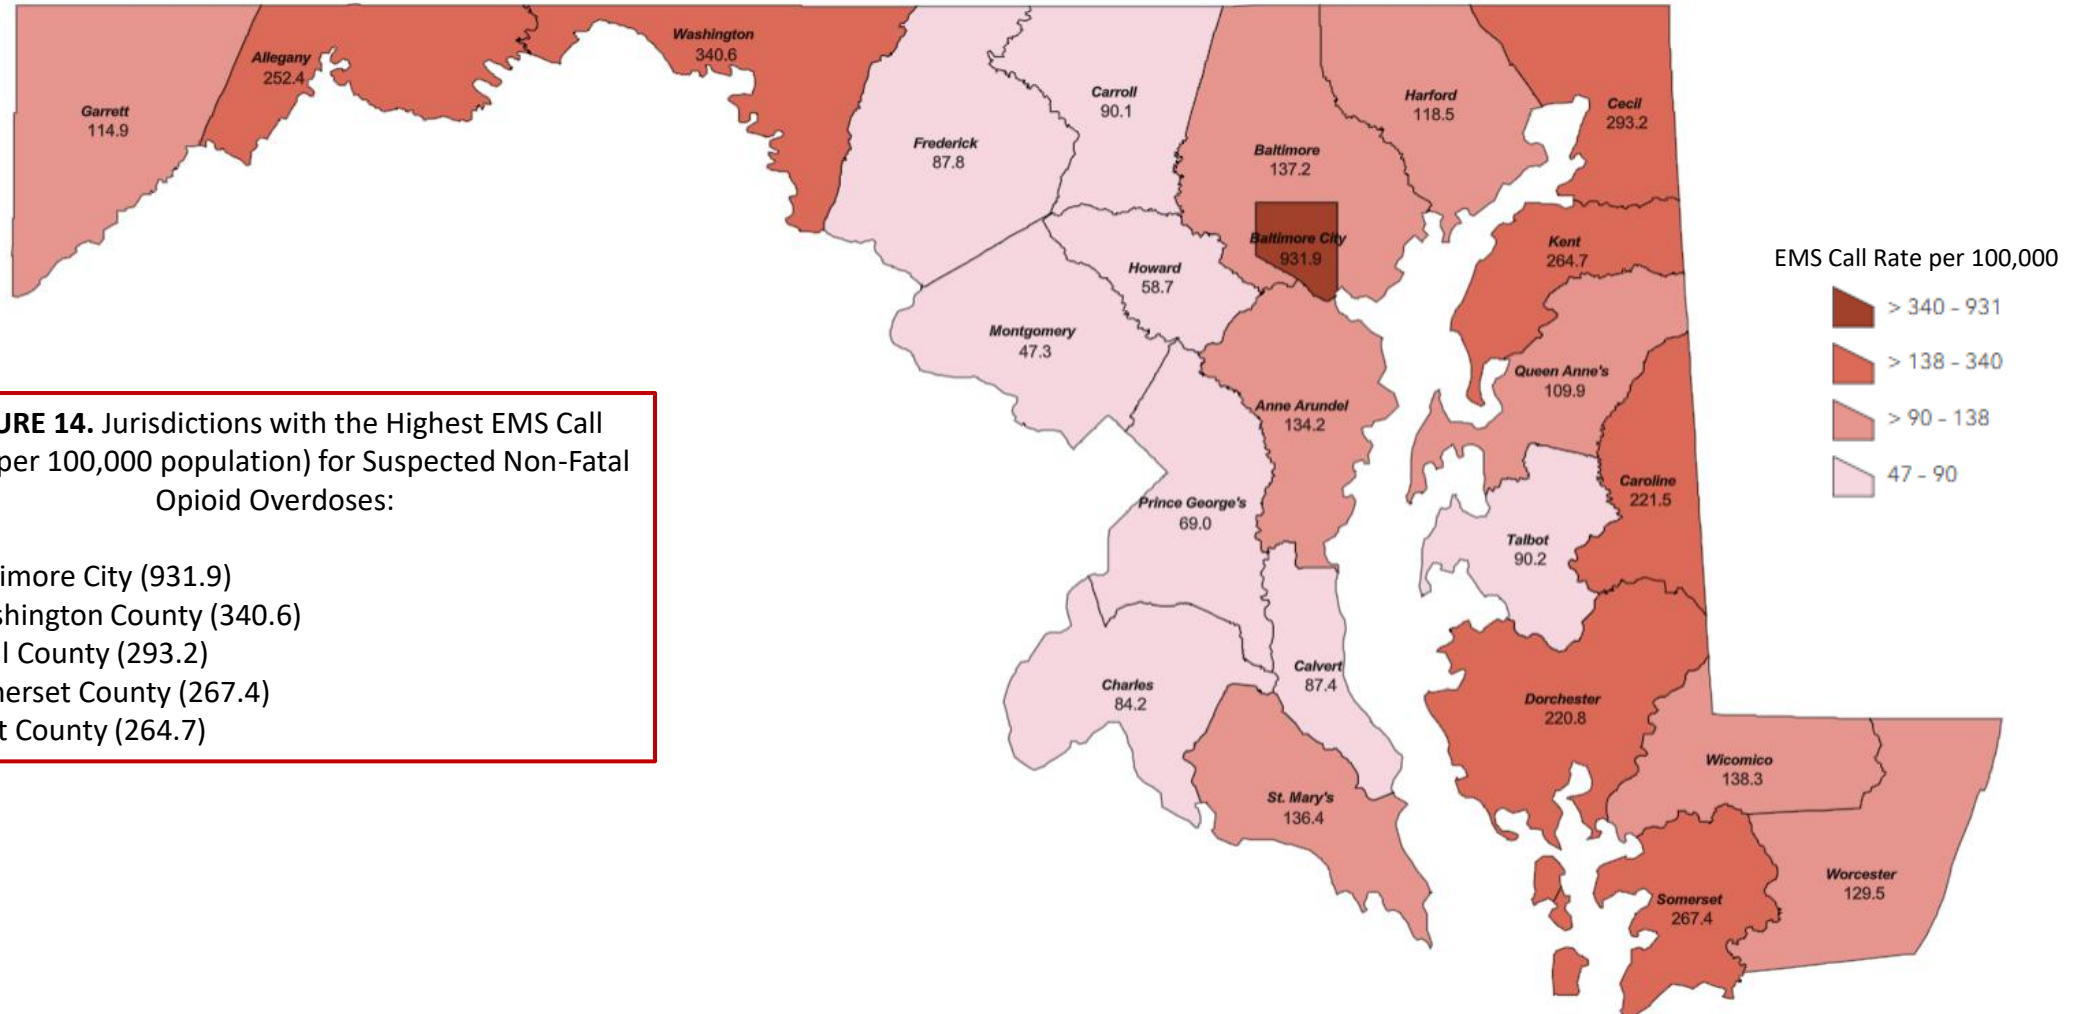 Garrett
114.9
Allegany
252.4
Washington
340.6
Frederick
87.8
Carroll
90.1
Baltimore
137.2
Harford
118.5
Cecil
293.2
Baltimore City
931.9
Kent
264.7
Howard
58.7
Montgomery
47.3
Queen Anne's
109.9
Anne Arundel
134.2
Caroline
221.5
Prince George's
69.0
Talbot
90.2
Calvert
87.4
Charles
84.2
Dorchester
220.8
St. Mary's
136.4
Wicomico
138.3
Worcester
129.5
Somerset
267.4
EMS Call Rate per 100,000
> 340 - 931
> 138 - 340
> 90 - 138
47 - 90
URE 14. Jurisdictions with the Highest EMS Call
per 100,000 population) for Suspected Non-Fatal
Opioid Overdoses:
imore City (931.9)
shington County (340.6)
l County (293.2)
nerset County (267.4)
t County (264.7)